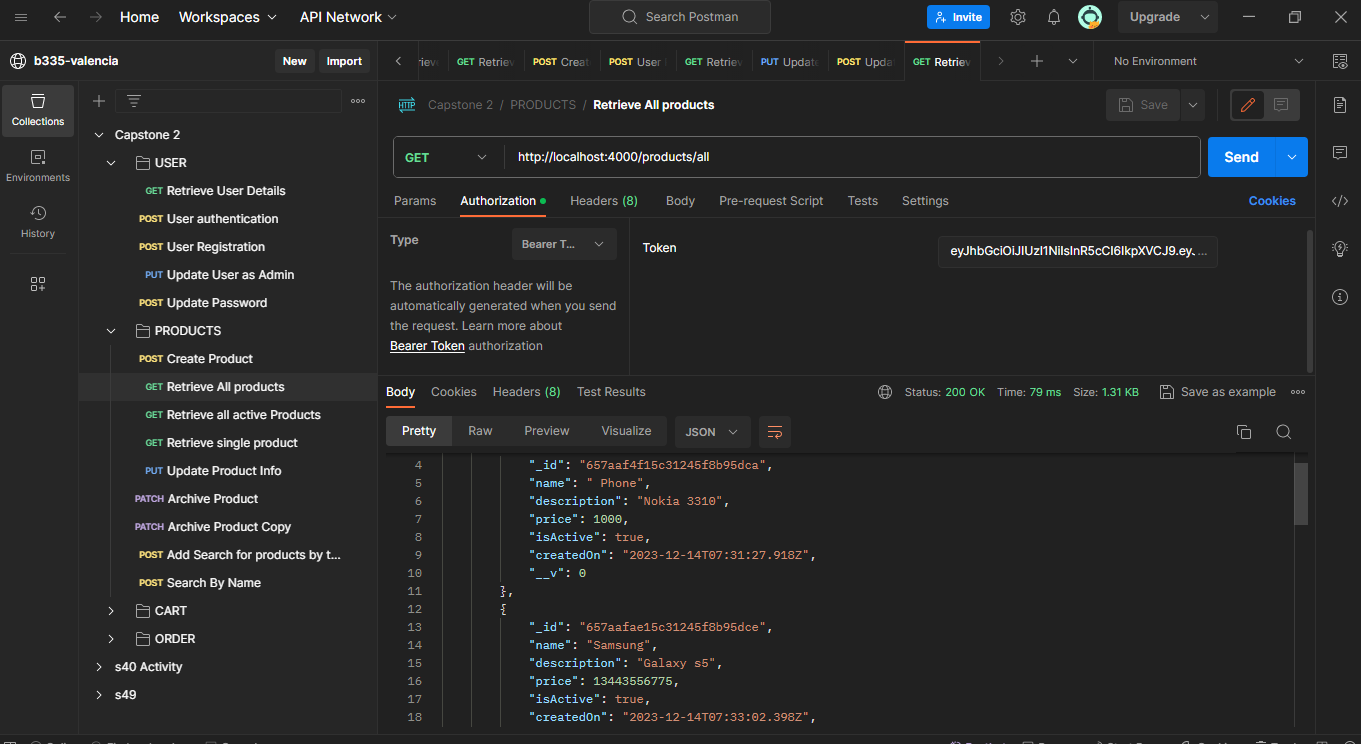 Home Workspaces API Network Search Postman Invite Upgrade
b335-valencia New Import
GET Retriev POST Creat POST User GET Retriev PUT Update POST Upda GET Retriev No Environment
Collections
Environments
History
Capstone 2
USER
GET Retrieve User Details
POST User authentication
POST User Registration
PUT Update User as Admin
POST Update Password
PRODUCTS
POST Create Product
GET Retrieve All products
GET Retrieve all active Products
GET Retrieve single product
PUT Update Product Info
PATCH Archive Product
PATCH Archive Product Copy
POST Add Search for products by t...
POST Search By Name
CART
ORDER
s40 Activity
s49
HTTP Capstone 2 / PRODUCTS / Retrieve All products Save
GET http://localhost:4000/products/all Send
Params Authorization Headers (8) Body Pre-request Script Tests Settings Cookies
Type Bearer T... Token eyJhbGciOiJIUzI1NiIsInR5cCI6IkpXVCJ9.eyJ...
The authorization header will be
automatically generated when you send
the request. Learn more about
Bearer Token authorization
Body Cookies Headers (8) Test Results Status: 200 OK Time: 79 ms Size: 1.31 KB Save as example
Pretty Raw Preview Visualize JSON
4 "_id": "657aaf4f15c31245f8b95dca",
5 "name": " Phone",
6 "description": "Nokia 3310",
7 "price": 1000,
8 "isActive": true,
9 "createdOn": "2023-12-14T07:31:27.918Z",
10 "__v": 0
11 },
12 {
13 "_id": "657aafae15c31245f8b95dce",
14 "name": "Samsung",
15 "description": "Galaxy s5",
16 "price": 13443556775,
17 "isActive": true,
18 "createdOn": "2023-12-14T07:33:02.398Z",